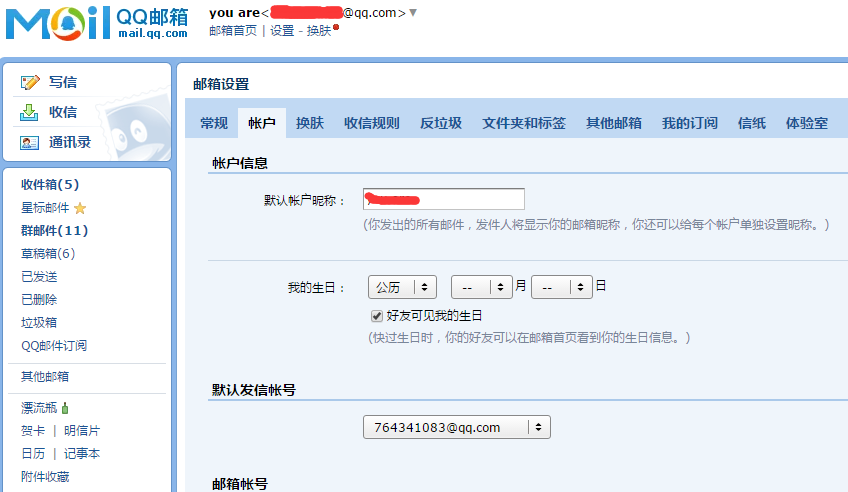 Mail QQ邮箱
mail.qq.com
you are<@qq.com>
邮箱首页 | 设置 - 换肤
写信
收信
通讯录
收件箱(5)
星标邮件
群邮件(11)
草稿箱(6)
已发送
已删除
垃圾箱
QQ邮件订阅
其他邮箱
漂流瓶
贺卡 | 明信片
日历 | 记事本
附件收藏
邮箱设置
常规 帐户 换肤 收信规则 反垃圾 文件夹和标签 其他邮箱 我的订阅 信纸 体验室
帐户信息
默认帐户昵称：
(你发出的所有邮件，发件人将显示你的邮箱昵称，你还可以给每个帐户单独设置昵称。)
我的生日： 公历 -- 月 -- 日
好友可见我的生日
(快过生日时，你的好友可以在邮箱首页看到你的生日信息。)
默认发信帐号
764341083@qq.com
邮箱帐号